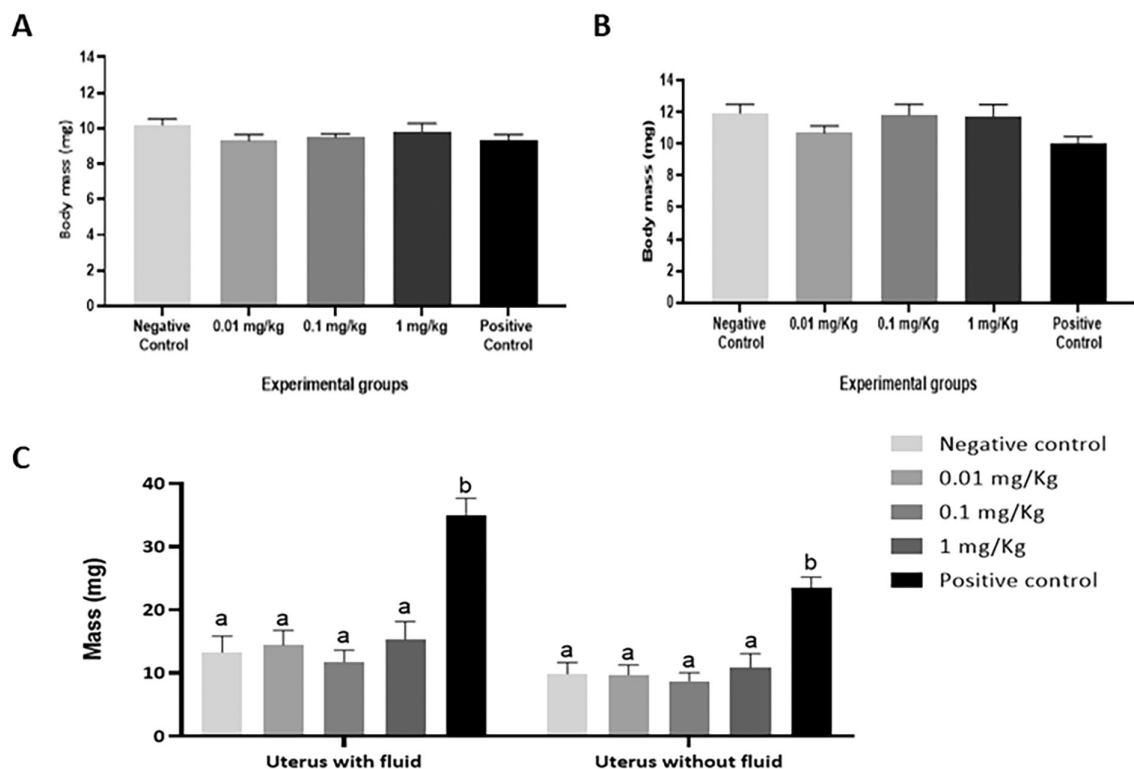 A
14
12
10
8
6
4
2
0
Body mass (mg)
Negative Control
0.01 mg/kg
0.1 mg/kg
1 mg/kg
Positive Control
Experimental groups
B
14
12
10
8
6
4
2
0
Body mass (mg)
Negative Control
0.01 mg/Kg
0.1 mg/Kg
1 mg/Kg
Positive Control
Experimental groups
C
40
30
20
10
0
Mass (mg)
a
a
a
a
b
a
a
a
a
b
Uterus with fluid
Uterus without fluid
Negative control
0.01 mg/Kg
0.1 mg/Kg
1 mg/Kg
Positive control